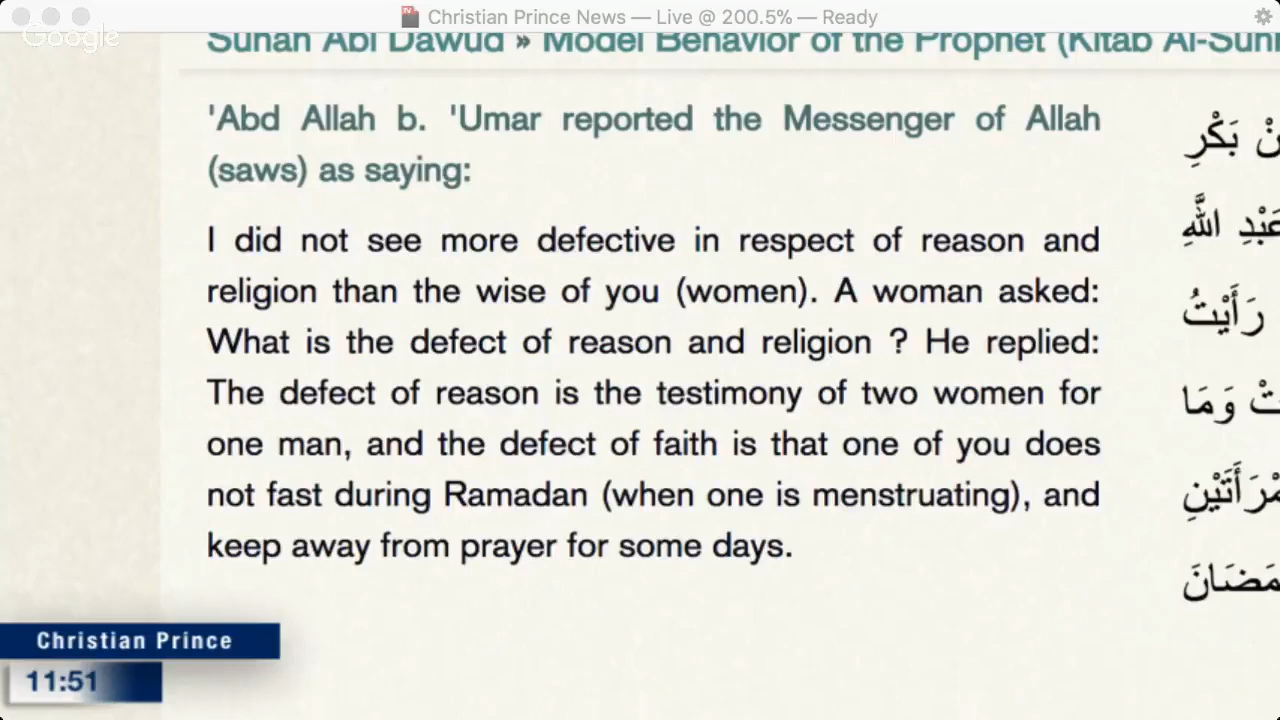 Christian Prince News — Live @ 200.5% — Ready
Google
Sunan Abi Dawud » Model Behavior of the Prophet (Kitab Al-Sun
'Abd Allah b. 'Umar reported the Messenger of Allah
(saws) as saying:
I did not see more defective in respect of reason and
religion than the wise of you (women). A woman asked:
What is the defect of reason and religion ? He replied:
The defect of reason is the testimony of two women for
one man, and the defect of faith is that one of you does
not fast during Ramadan (when one is menstruating), and
keep away from prayer for some days.
بَكْرِ
اللَّهِ
رَأَيْتُ
وَمَا
Christian Prince
11:51